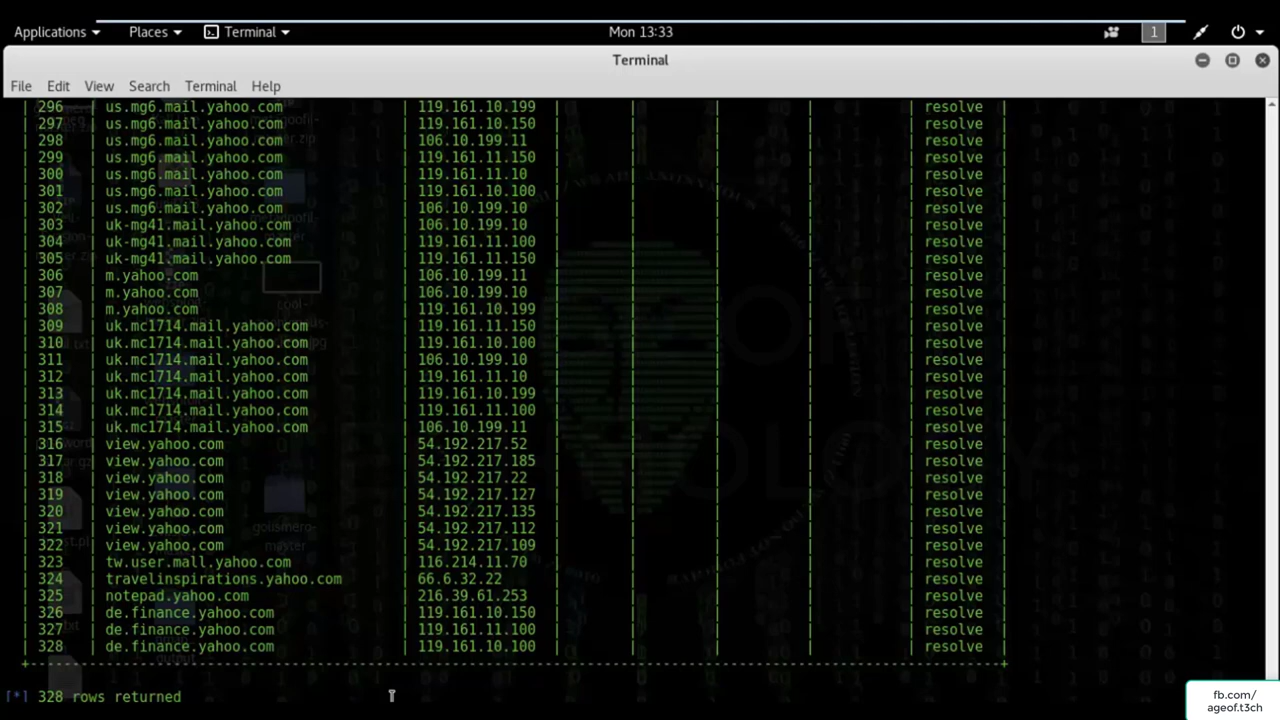 Applications Places Terminal Mon 13:33 1
Terminal
File Edit View Search Terminal Help
| 296 | us.mg6.mail.yahoo.com | 119.161.10.199 | | | | | resolve |
| 297 | us.mg6.mail.yahoo.com | 119.161.10.150 | | | | | resolve |
| 298 | us.mg6.mail.yahoo.com | 106.10.199.11 | | | | | resolve |
| 299 | us.mg6.mail.yahoo.com | 119.161.11.150 | | | | | resolve |
| 300 | us.mg6.mail.yahoo.com | 119.161.11.10 | | | | | resolve |
| 301 | us.mg6.mail.yahoo.com | 119.161.10.100 | | | | | resolve |
| 302 | us.mg6.mail.yahoo.com | 106.10.199.10 | | | | | resolve |
| 303 | uk-mg41.mail.yahoo.com | 106.10.199.10 | | | | | resolve |
| 304 | uk-mg41.mail.yahoo.com | 119.161.11.100 | | | | | resolve |
| 305 | uk-mg41.mail.yahoo.com | 119.161.11.150 | | | | | resolve |
| 306 | m.yahoo.com | 106.10.199.11 | | | | | resolve |
| 307 | m.yahoo.com | 106.10.199.10 | | | | | resolve |
| 308 | m.yahoo.com | 119.161.10.199 | | | | | resolve |
| 309 | uk.mc1714.mail.yahoo.com | 119.161.11.150 | | | | | resolve |
| 310 | uk.mc1714.mail.yahoo.com | 119.161.10.100 | | | | | resolve |
| 311 | uk.mc1714.mail.yahoo.com | 106.10.199.10 | | | | | resolve |
| 312 | uk.mc1714.mail.yahoo.com | 119.161.11.10 | | | | | resolve |
| 313 | uk.mc1714.mail.yahoo.com | 119.161.10.199 | | | | | resolve |
| 314 | uk.mc1714.mail.yahoo.com | 119.161.11.100 | | | | | resolve |
| 315 | uk.mc1714.mail.yahoo.com | 106.10.199.11 | | | | | resolve |
| 316 | view.yahoo.com | 54.192.217.52 | | | | | resolve |
| 317 | view.yahoo.com | 54.192.217.185 | | | | | resolve |
| 318 | view.yahoo.com | 54.192.217.22 | | | | | resolve |
| 319 | view.yahoo.com | 54.192.217.127 | | | | | resolve |
| 320 | view.yahoo.com | 54.192.217.135 | | | | | resolve |
| 321 | view.yahoo.com | 54.192.217.112 | | | | | resolve |
| 322 | view.yahoo.com | 54.192.217.109 | | | | | resolve |
| 323 | tw.user.mall.yahoo.com | 116.214.11.70 | | | | | resolve |
| 324 | travelinspirations.yahoo.com | 66.6.32.22 | | | | | resolve |
| 325 | notepad.yahoo.com | 216.39.61.253 | | | | | resolve |
| 326 | de.finance.yahoo.com | 119.161.10.150 | | | | | resolve |
| 327 | de.finance.yahoo.com | 119.161.11.100 | | | | | resolve |
| 328 | de.finance.yahoo.com | 119.161.10.100 | | | | | resolve |
[*] 328 rows returned
fb.com/
ageof.t3ch